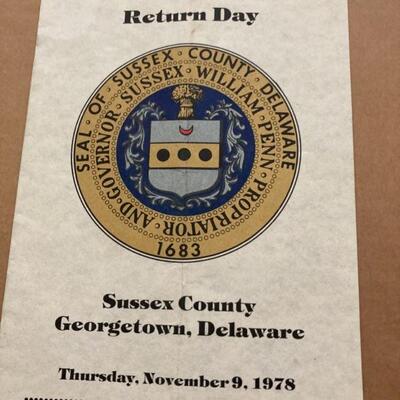 Return Day
SEAL OF SUSSEX COUNTY, DELAWARE
WILLIAM · PENN · PROPRIATOR · AND · GOVERNOR · SUSSEX
1683
Sussex County
Georgetown, Delaware
Thursday, November 9, 1978